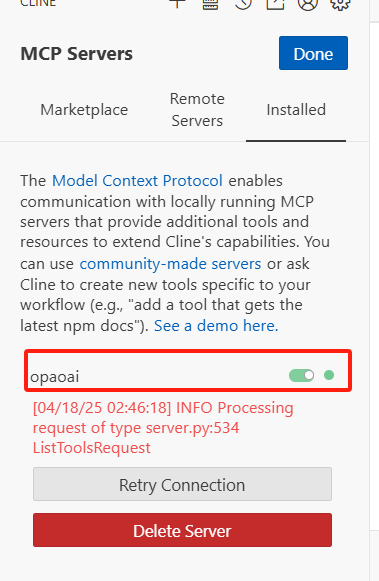 CLINE
MCP Servers
Done
Marketplace
Remote
Servers
Installed
The Model Context Protocol enables
communication with locally running MCP
servers that provide additional tools and
resources to extend Cline's capabilities. You
can use community-made servers or ask
Cline to create new tools specific to your
workflow (e.g., "add a tool that gets the
latest npm docs"). See a demo here.
opaoai
[04/18/25 02:46:18] INFO Processing
request of type server.py:534
ListToolsRequest
Retry Connection
Delete Server